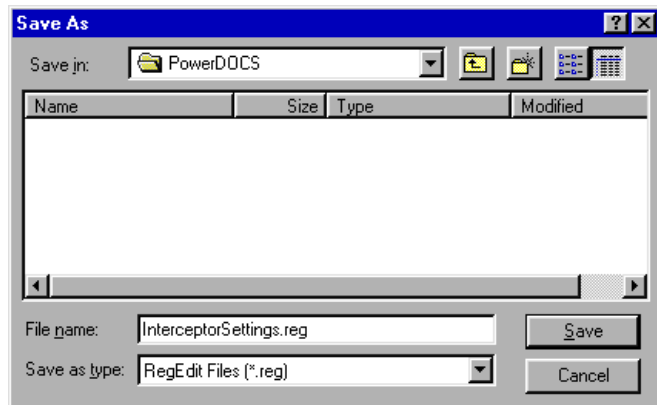 Save As
Save in: PowerDOCS
Name Size Type Modified
File name: InterceptorSettings.reg Save
Save as type: RegEdit Files (*.reg) Cancel